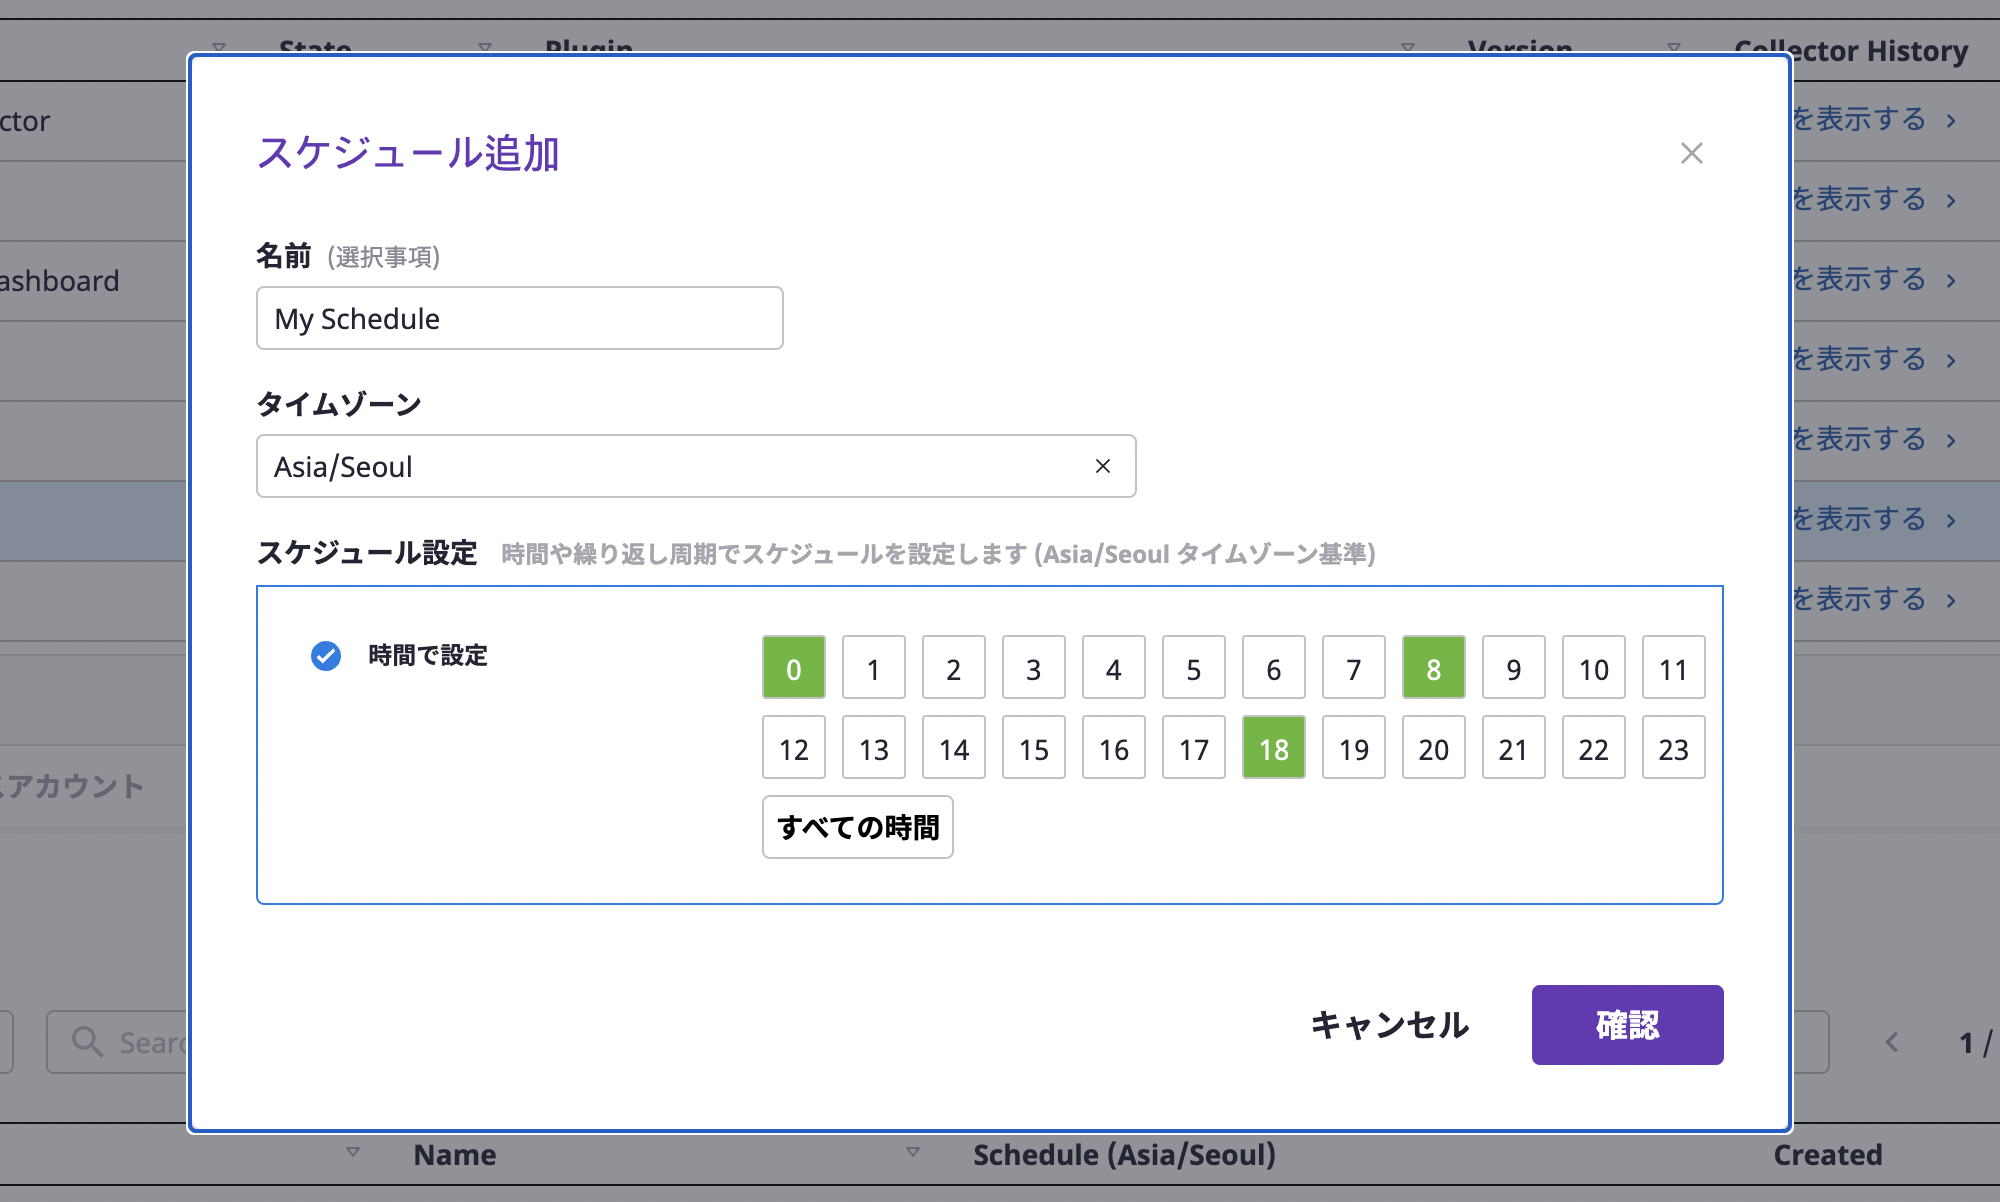 State Plugin Version Collector History
ctor
を表示する
を表示する
ashboard
を表示する
を表示する
を表示する
を表示する
を表示する
スケジュール追加
名前 (選択事項)
My Schedule
タイムゾーン
Asia/Seoul
スケジュール設定 時間や繰り返し周期でスケジュールを設定します (Asia/Seoul タイムゾーン基準)
時間で設定
0 1 2 3 4 5 6 7 8 9 10 11
12 13 14 15 16 17 18 19 20 21 22 23
すべての時間
キャンセル 確認
スアカウント
Searc
1 /
Name Schedule (Asia/Seoul) Created